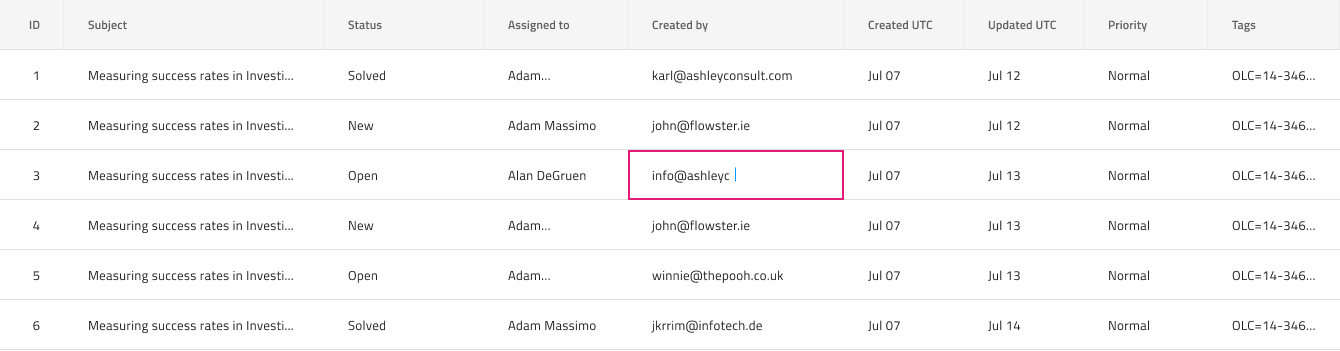 ID Subject Status Assigned to Created by Created UTC Updated UTC Priority Tags
1 Measuring success rates in Investi... Solved Adam... karl@ashleyconsult.com Jul 07 Jul 12 Normal OLC=14-346...
2 Measuring success rates in Investi... New Adam Massimo john@flowster.ie Jul 07 Jul 12 Normal OLC=14-346...
3 Measuring success rates in Investi... Open Alan DeGruen info@ashleyc Jul 07 Jul 13 Normal OLC=14-346...
4 Measuring success rates in Investi... New Adam... john@flowster.ie Jul 07 Jul 13 Normal OLC=14-346...
5 Measuring success rates in Investi... Open Adam... winnie@thepooh.co.uk Jul 07 Jul 13 Normal OLC=14-346...
6 Measuring success rates in Investi... Solved Adam Massimo jkrrim@infotech.de Jul 07 Jul 14 Normal OLC=14-346...